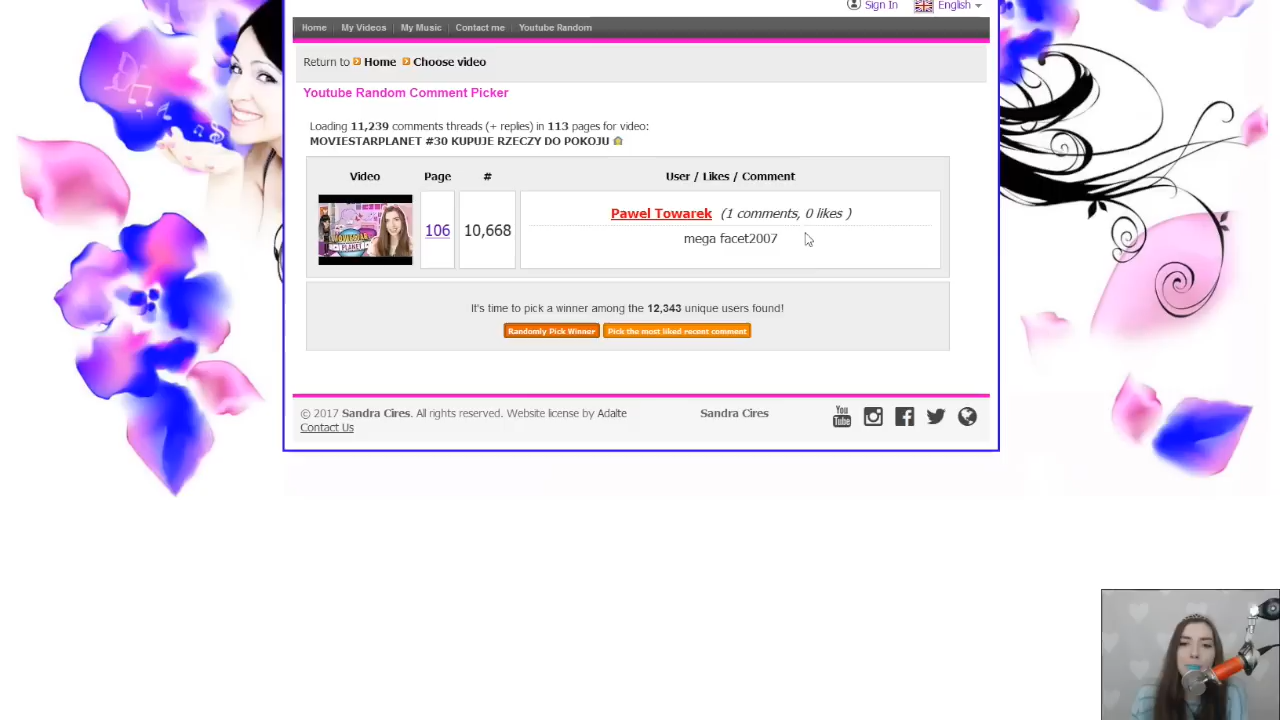 Sign In English
Home My Videos My Music Contact me Youtube Random
Return to Home Choose video
Youtube Random Comment Picker
Loading 11,239 comments threads (+ replies) in 113 pages for video:
MOVIESTARPLANET #30 KUPUJE RZECZY DO POKOJU
Video Page # User / Likes / Comment
106 10,668 Pawel Towarek (1 comments, 0 likes )
mega facet2007
It's time to pick a winner among the 12,343 unique users found!
Randomly Pick Winner Pick the most liked recent comment
© 2017 Sandra Cires. All rights reserved. Website license by Adalte Sandra Cires You Tube
Contact Us